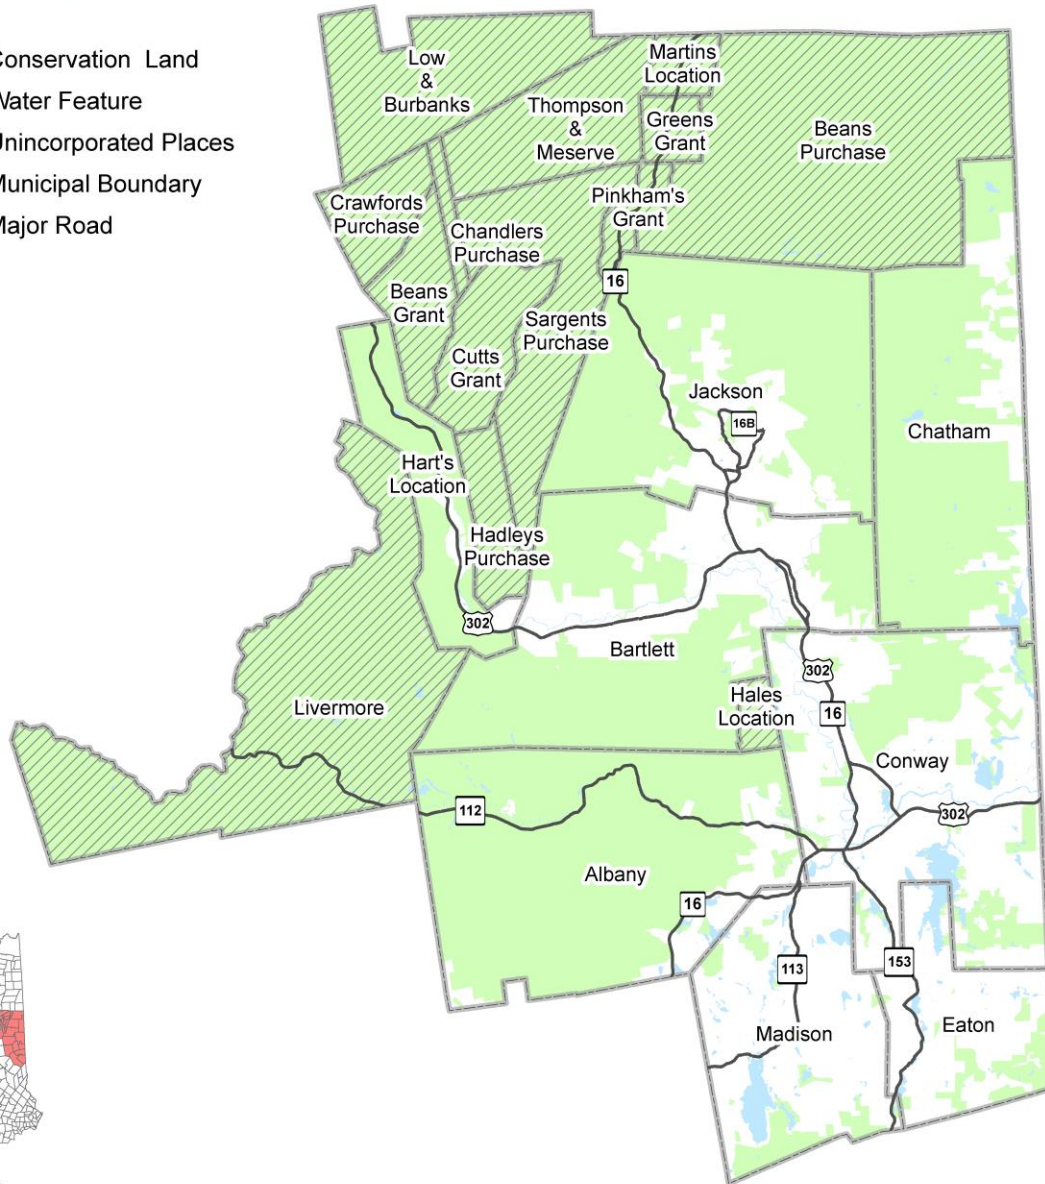 Conservation Land
Water Feature
Unincorporated Places
Municipal Boundary
Major Road
Low
&
Burbanks
Martins
Location
Thompson
&
Meserve
Greens
Grant
Beans
Purchase
Crawfords
Purchase
Pinkham's
Grant
Chandlers
Purchase
16
Beans
Grant
Sargents
Purchase
Cutts
Grant
Jackson
16B
Chatham
Hart's
Location
Hadleys
Purchase
302
Bartlett
302
Hales
Location
Livermore
16
Conway
112
302
Albany
16
113
153
Madison
Eaton